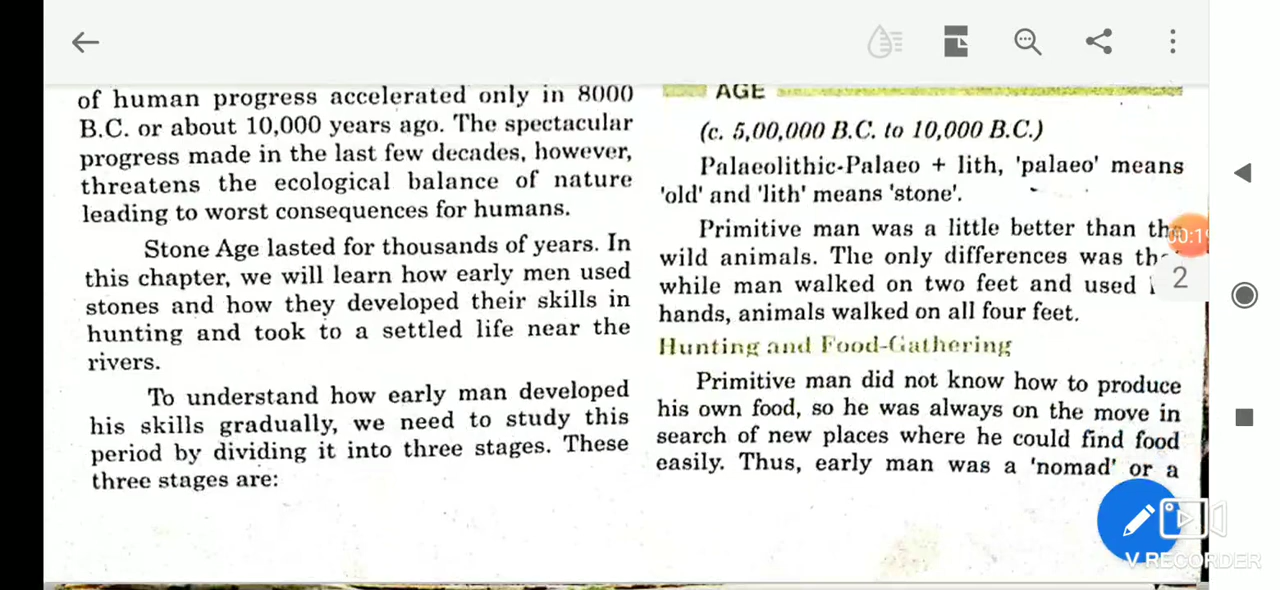 of human progress accelerated only in 8000
B.C. or about 10,000 years ago. The spectacular
progress made in the last few decades, however,
threatens the ecological balance of nature
leading to worst consequences for humans.
Stone Age lasted for thousands of years. In
this chapter, we will learn how early men used
stones and how they developed their skills in
hunting and took to a settled life near the
rivers.
To understand how early man developed
his skills gradually, we need to study this
period by dividing it into three stages. These
three stages are:
AGE
(c. 5,00,000 B.C. to 10,000 B.C.)
Palaeolithic-Palaeo + lith, 'palaeo' means
'old' and 'lith' means 'stone'.
Primitive man was a little better than
wild animals. The only differences was
while man walked on two feet and used
hands, animals walked on all four feet.
Hunting and Food-Gathering
Primitive man did not know how to produce
his own food, so he was always on the move in
search of new places where he could find food
easily. Thus, early man was a 'nomad' or a
2
V RECORDER